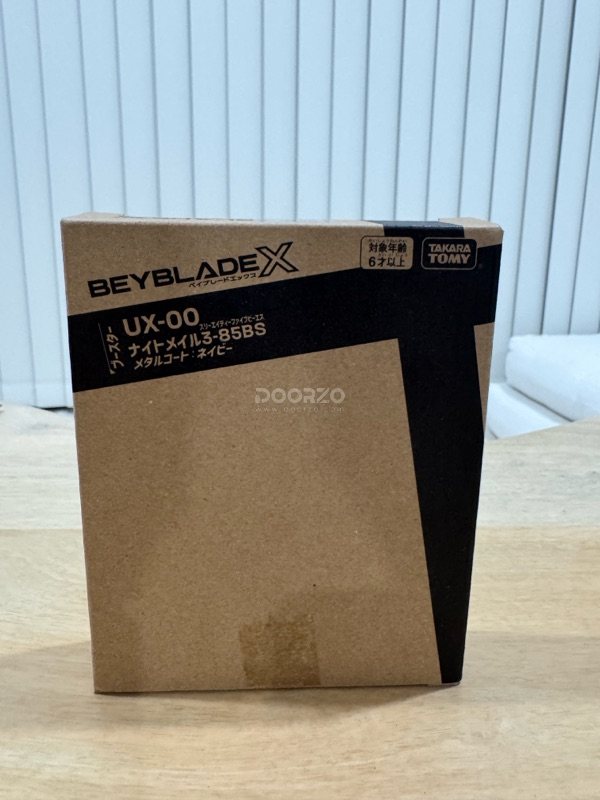 BEYBLADE X
ベイブレードエックス
対象年齢
6才以上
TAKARA
TOMY
ブースター
UX-00
スリーエイティーファイブビーエス
ナイトメイル3-85BS
メタルコート：ネイビー
DOORZO